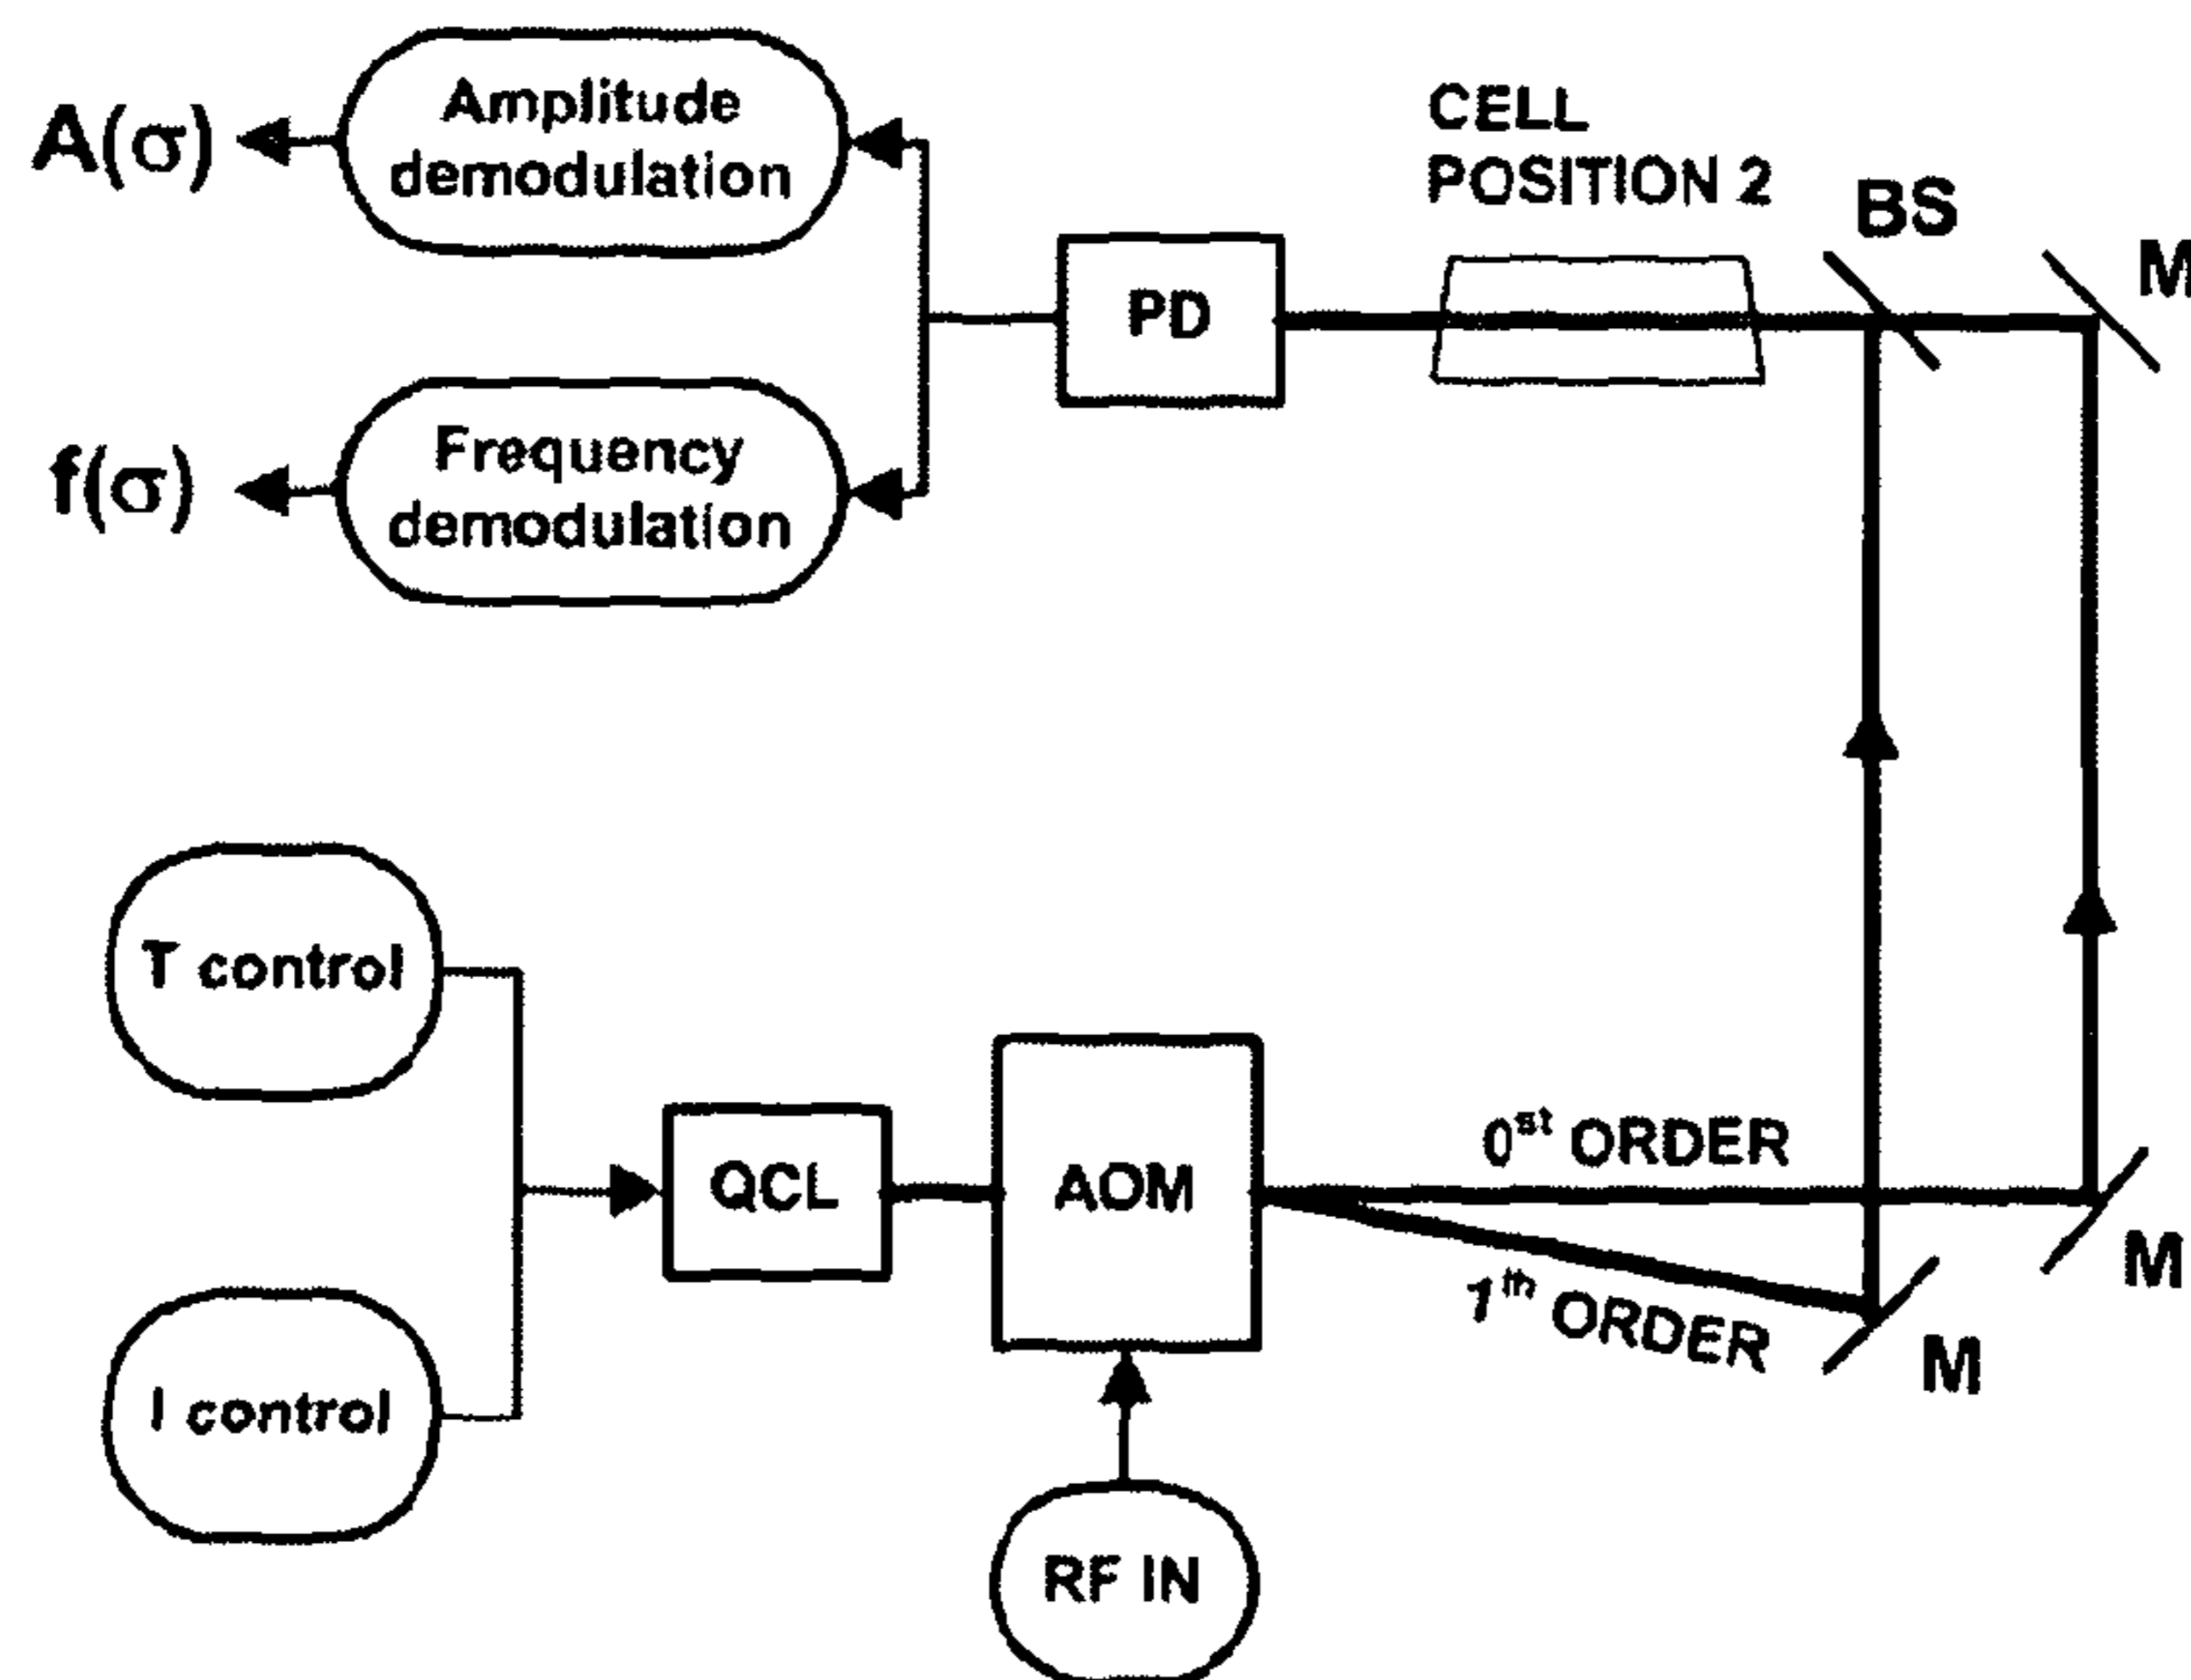 A(σ)
Amplitude
demodulation
CELL
POSITION 2
BS
M
PD
f(σ)
Frequency
demodulation
T control
QCL
AOM
0st ORDER
1th ORDER
M
M
I control
RF IN